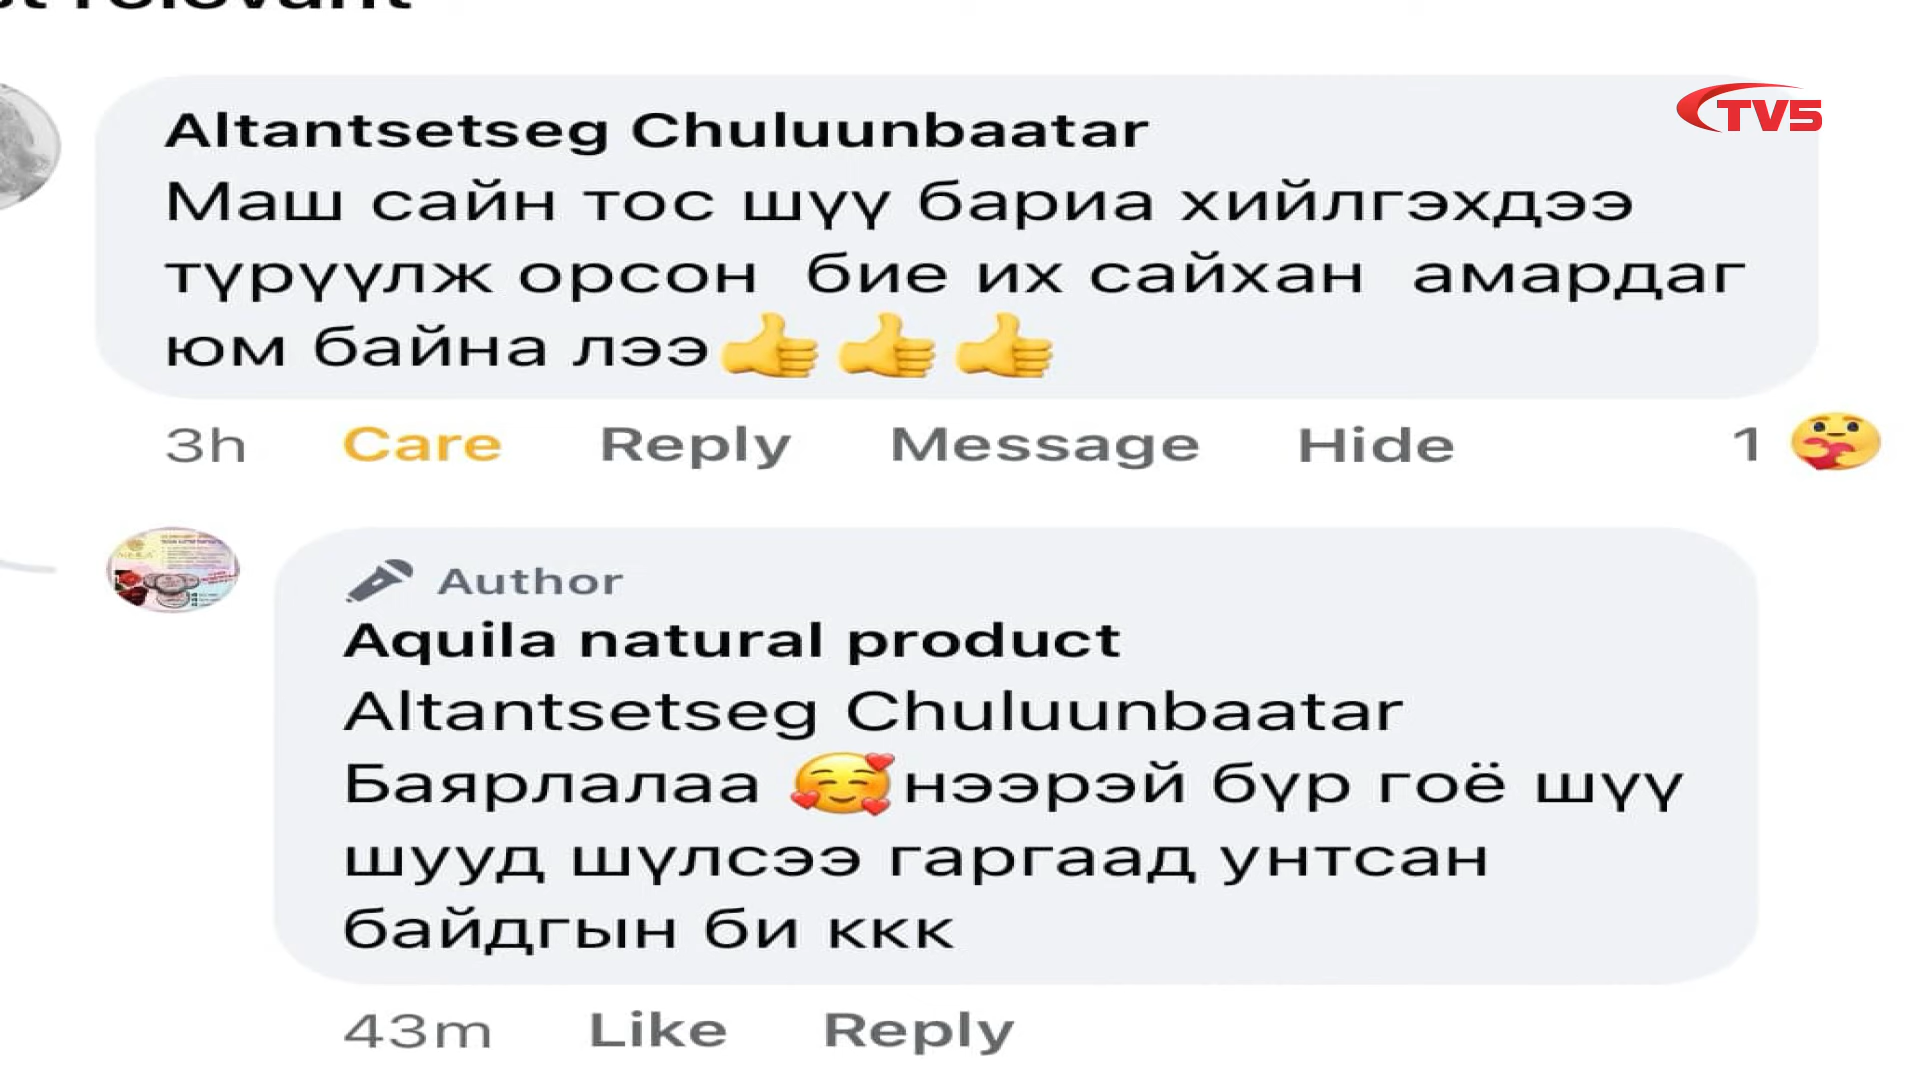 relevant
TV5
Altantsetseg Chuluunbaatar
Маш сайн тос шүү бариа хийлгэхдээ
түрүүлж орсон бие их сайхан амардаг
юм байна лээ👍👍👍
3h Care Reply Message Hide 1
Author
Aquila natural product
Altantsetseg Chuluunbaatar
Баярлалаа 🥰нээрэй бүр гоё шүү
шууд шүлсээ гаргаад унтсан
байдгын би ккк
43m Like Reply